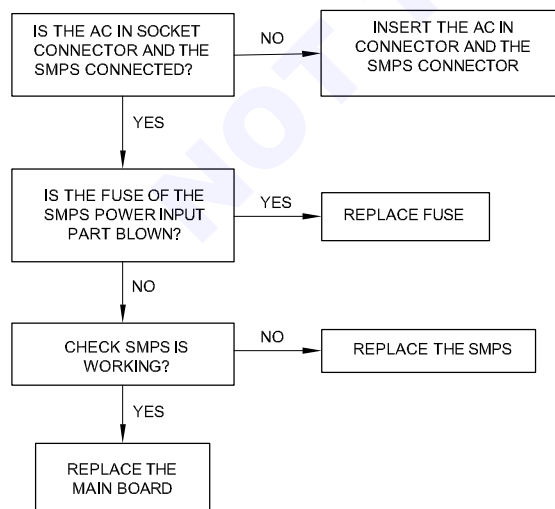 IS THE AC IN SOCKET
CONNECTOR AND THE
SMPS CONNECTED?
NO
INSERT THE AC IN
CONNECTOR AND THE
SMPS CONNECTOR
YES
IS THE FUSE OF THE
SMPS POWER INPUT
PART BLOWN?
YES
REPLACE FUSE
NO
CHECK SMPS IS
WORKING?
NO
REPLACE THE SMPS
YES
REPLACE THE
MAIN BOARD
NOT